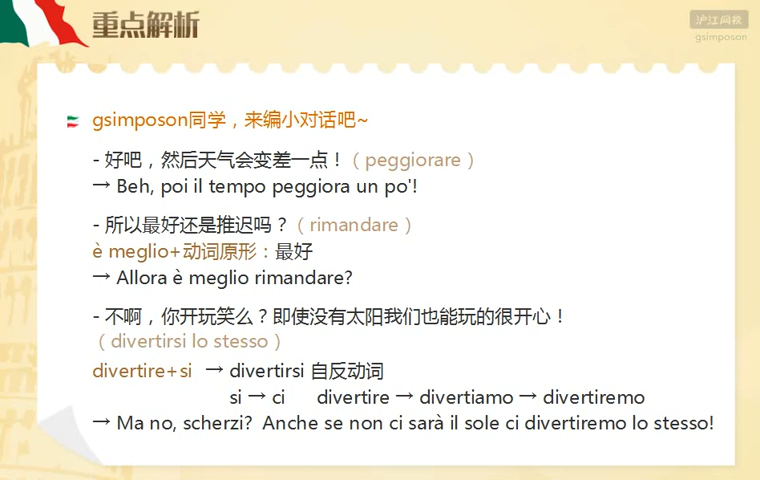 重点解析
沪江网校
gsimposon
gsimposon同学，来编小对话吧~
- 好吧，然后天气会变差一点！（peggiorare）
→ Beh, poi il tempo peggiora un po'!
- 所以最好还是推迟吗？（rimandare）
è meglio+动词原形：最好
→ Allora è meglio rimandare?
- 不啊，你开玩笑么？即使没有太阳我们也能玩的很开心！
（divertirsi lo stesso）
divertire+si → divertirsi 自反动词
si → ci divertire → divertiamo → divertiremo
→ Ma no, scherzi? Anche se non ci sarà il sole ci divertiremo lo stesso!